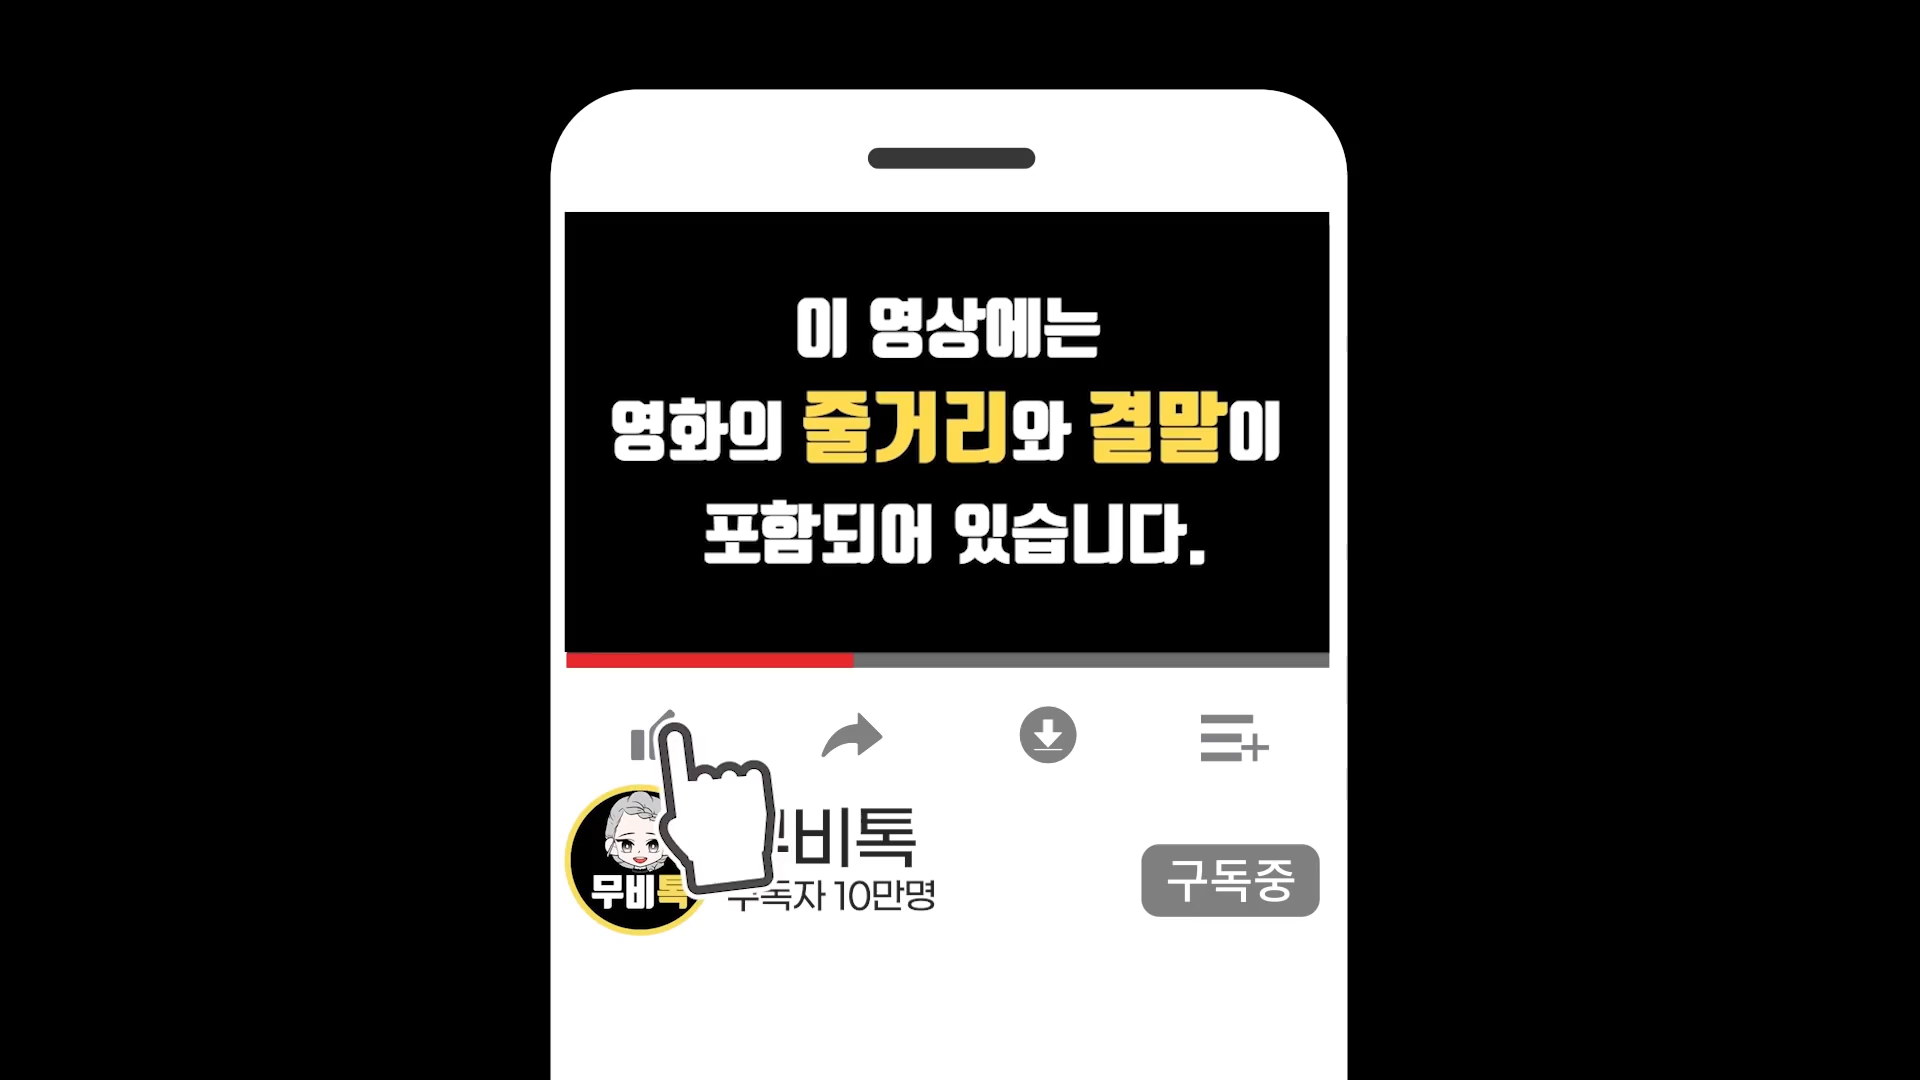 이 영상에는
영화의 줄거리와 결말이
포함되어 있습니다.
무비톡
비톡
10만명
구독중